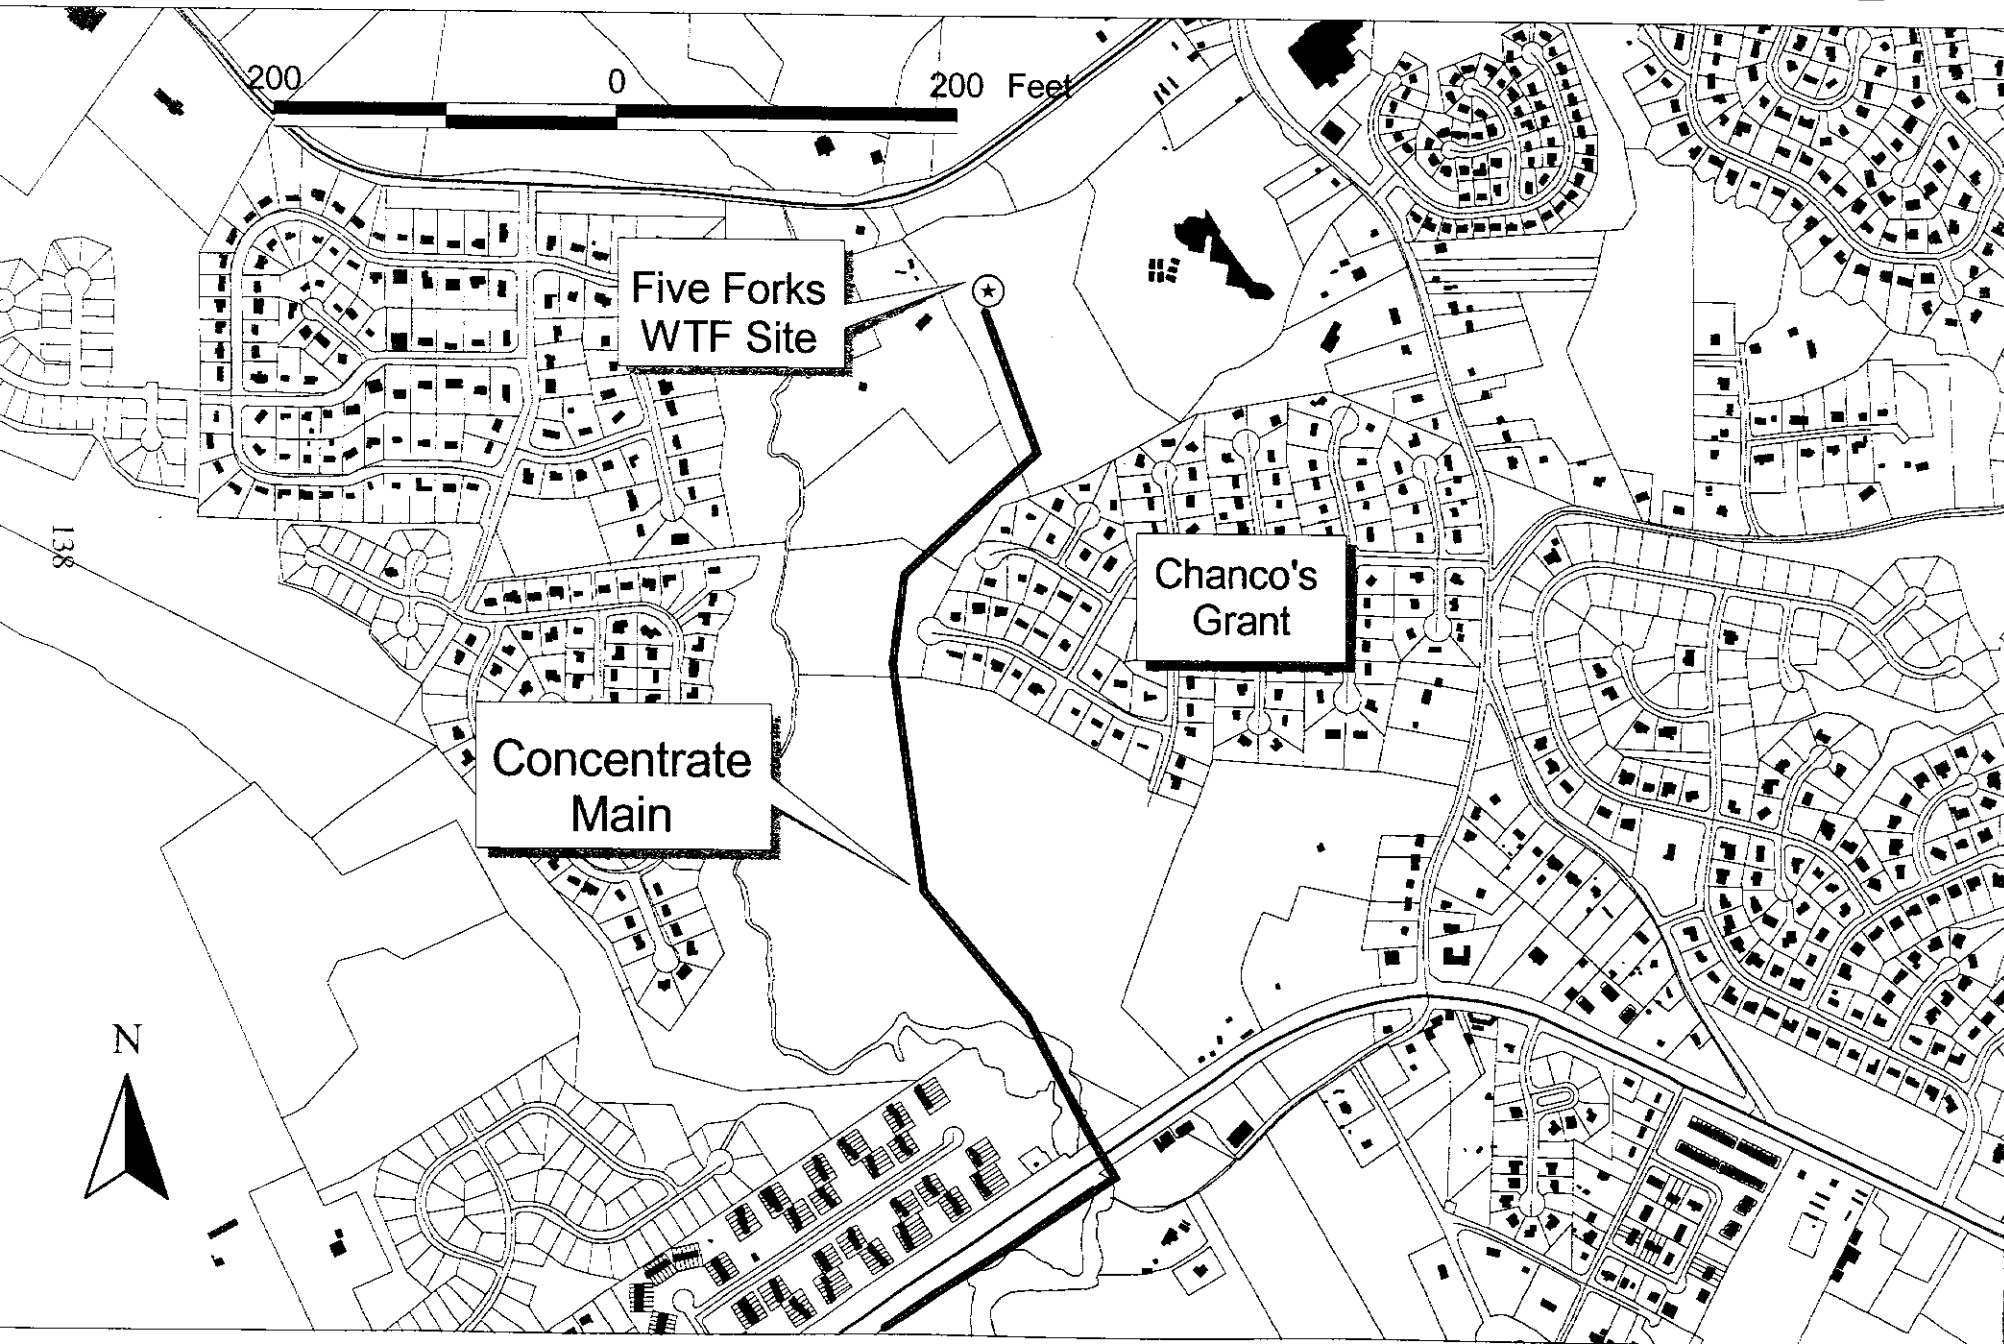 200 0 200 Feet
Five Forks
WTF Site
138
Chanco's
Grant
Concentrate
Main
N